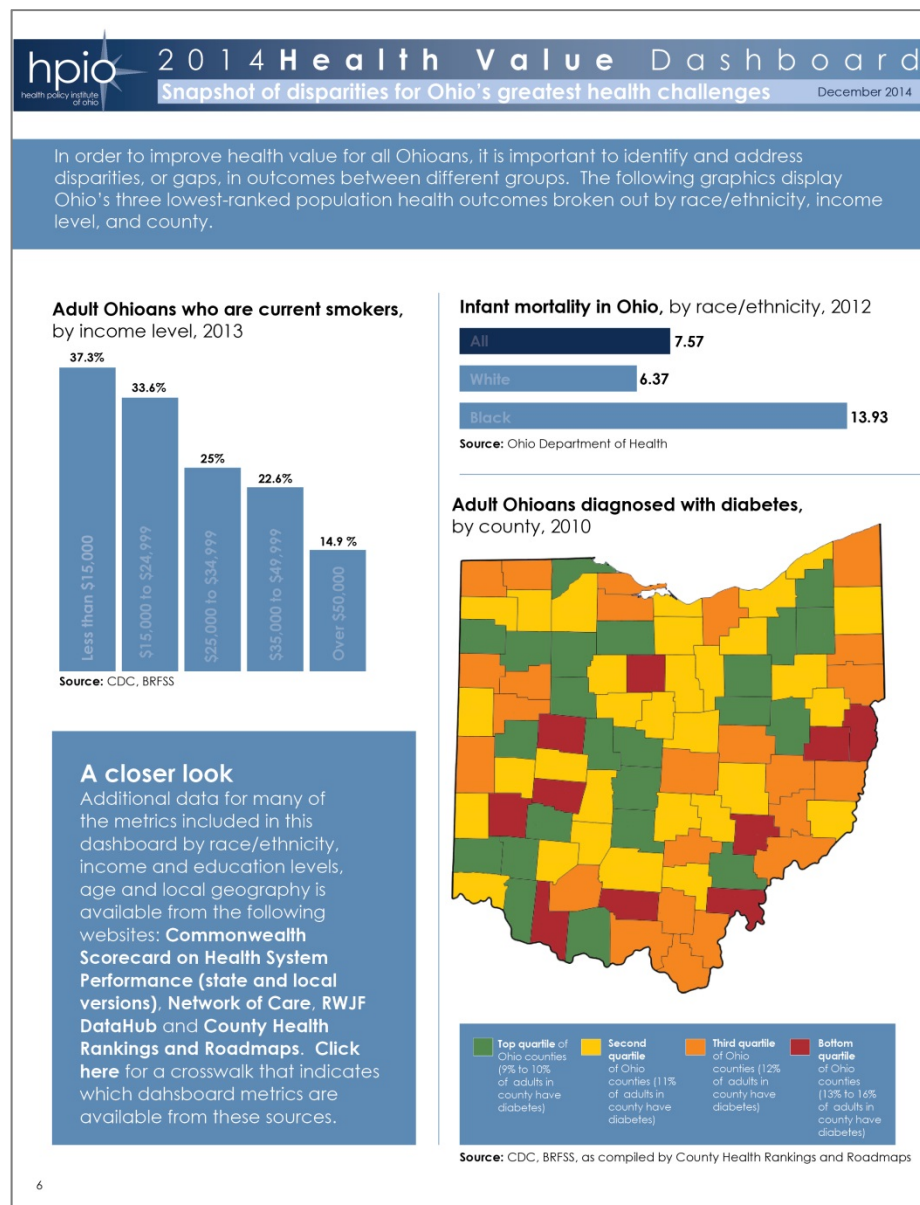 hpio
health policy institute
of ohio
2014 Health Value Dashboard
Snapshot of disparities for Ohio's greatest health challenges
December 2014
In order to improve health value for all Ohioans, it is important to identify and address
disparities, or gaps, in outcomes between different groups. The following graphics display
Ohio's three lowest-ranked population health outcomes broken out by race/ethnicity, income
level, and county.
Adult Ohioans who are current smokers,
by income level, 2013
37.3%
33.6%
25%
22.6%
14.9 %
Less than $15,000
$15,000 to $24,999
$25,000 to $34,999
$35,000 to $49,999
Over $50,000
Source: CDC, BRFSS
A closer look
Additional data for many of
the metrics included in this
dashboard by race/ethnicity,
income and education levels,
age and local geography is
available from the following
websites: Commonwealth
Scorecard on Health System
Performance (state and local
versions), Network of Care, RWJF
DataHub and County Health
Rankings and Roadmaps. Click
here for a crosswalk that indicates
which dahsboard metrics are
available from these sources.
Infant mortality in Ohio, by race/ethnicity, 2012
All 7.57
White 6.37
Black 13.93
Source: Ohio Department of Health
Adult Ohioans diagnosed with diabetes,
by county, 2010
Top quartile of
Ohio counties
(9% to 10%
of adults in
county have
diabetes)
Second
quartile
of Ohio
counties (11%
of adults in
county have
diabetes)
Third quartile
of Ohio
counties (12%
of adults in
county have
diabetes)
Bottom
quartile
of Ohio
counties
(13% to 16%
of adults in
county have
diabetes)
Source: CDC, BRFSS, as compiled by County Health Rankings and Roadmaps
6